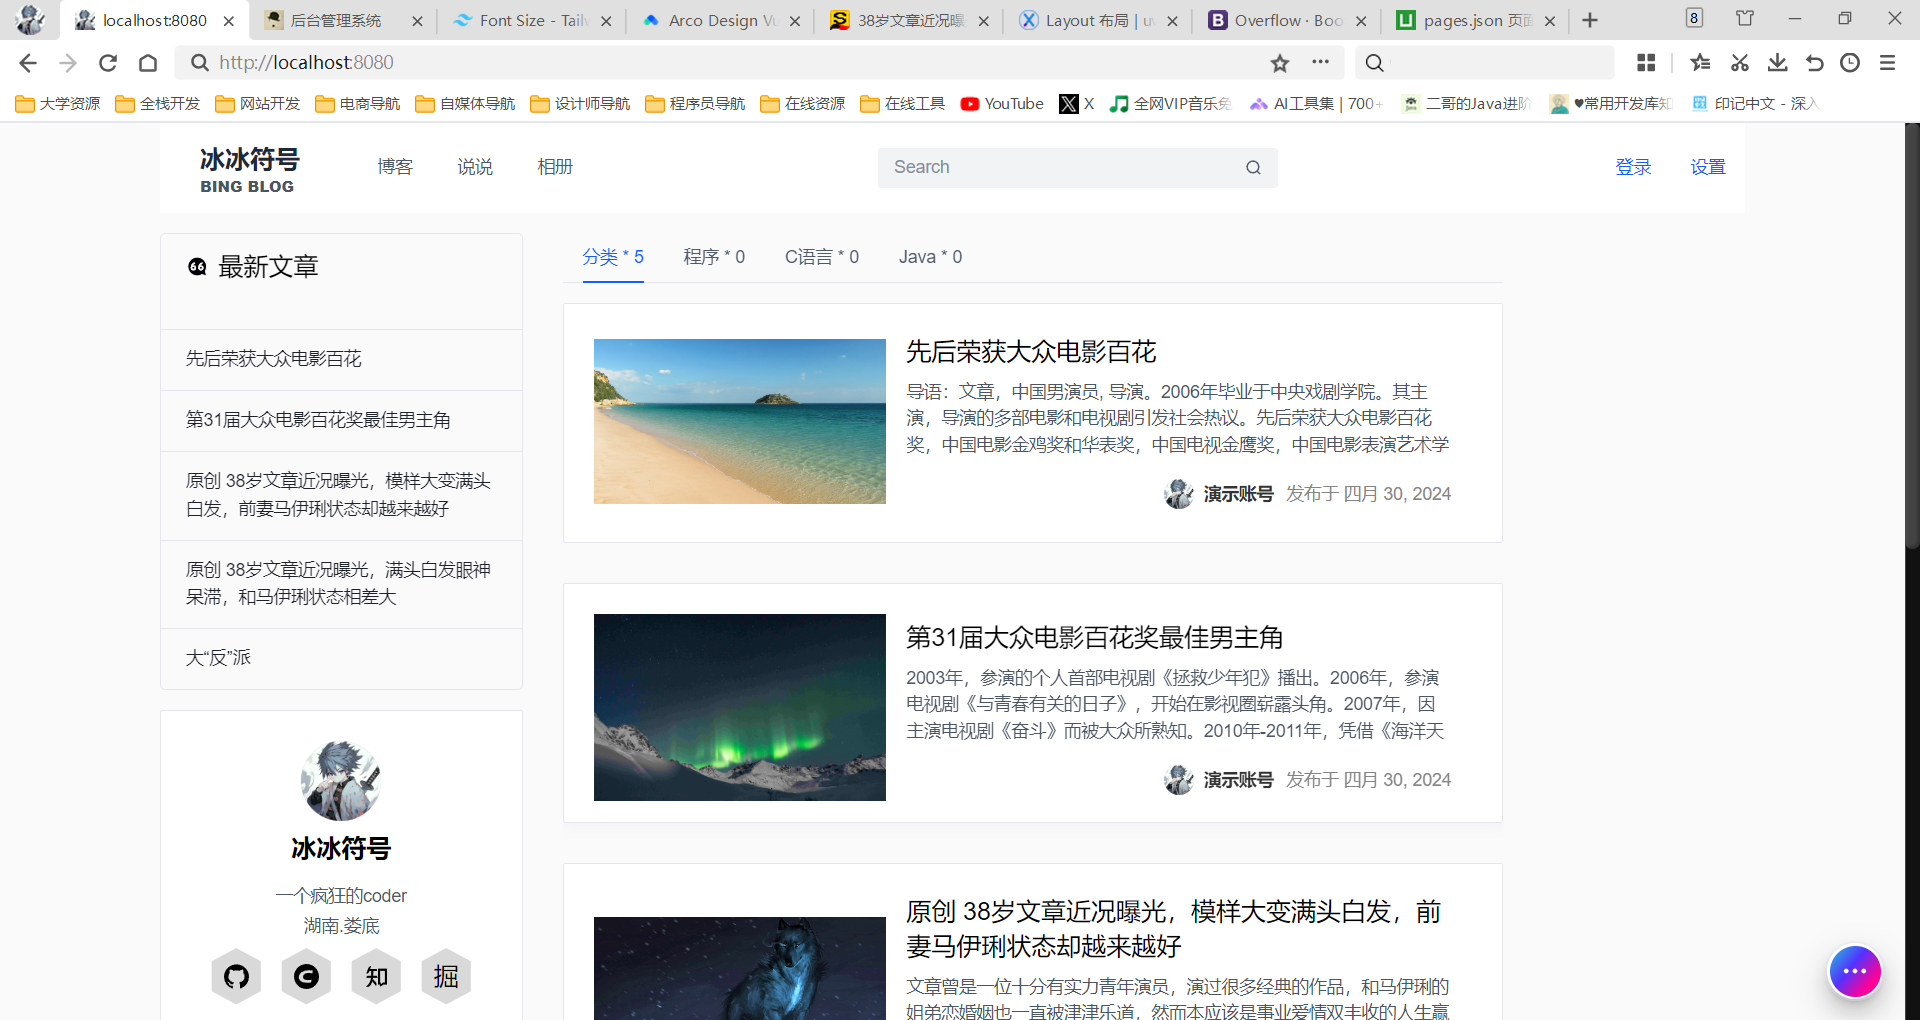 localhost:8080
后台管理系统
Font Size - Tail
Arco Design Vu
38岁文章近况曝
Layout 布局 | uv
Overflow · Boo
pages.json 页面
8
http://localhost:8080
大学资源
全栈开发
网站开发
电商导航
自媒体导航
设计师导航
程序员导航
在线资源
在线工具
YouTube
X
全网VIP音乐免
AI工具集 | 700+
二哥的Java进阶
♥常用开发库知
印记中文 - 深入
冰冰符号
BING BLOG
博客
说说
相册
Search
登录
设置
最新文章
先后荣获大众电影百花
第31届大众电影百花奖最佳男主角
原创 38岁文章近况曝光，模样大变满头
白发，前妻马伊琍状态却越来越好
原创 38岁文章近况曝光，满头白发眼神
呆滞，和马伊琍状态相差大
大“反”派
冰冰符号
一个疯狂的coder
湖南.娄底
知
掘
分类 * 5
程序 * 0
C语言 * 0
Java * 0
先后荣获大众电影百花
导语：文章，中国男演员, 导演。2006年毕业于中央戏剧学院。其主
演，导演的多部电影和电视剧引发社会热议。先后荣获大众电影百花
奖，中国电影金鸡奖和华表奖，中国电视金鹰奖，中国电影表演艺术学
演示账号 发布于 四月 30, 2024
第31届大众电影百花奖最佳男主角
2003年，参演的个人首部电视剧《拯救少年犯》播出。2006年，参演
电视剧《与青春有关的日子》，开始在影视圈崭露头角。2007年，因
主演电视剧《奋斗》而被大众所熟知。2010年-2011年，凭借《海洋天
演示账号 发布于 四月 30, 2024
原创 38岁文章近况曝光，模样大变满头白发，前
妻马伊琍状态却越来越好
文章曾是一位十分有实力青年演员，演过很多经典的作品，和马伊琍的
姐弟恋婚姻也一直被津津乐道，然而本应该是事业爱情双丰收的人生赢